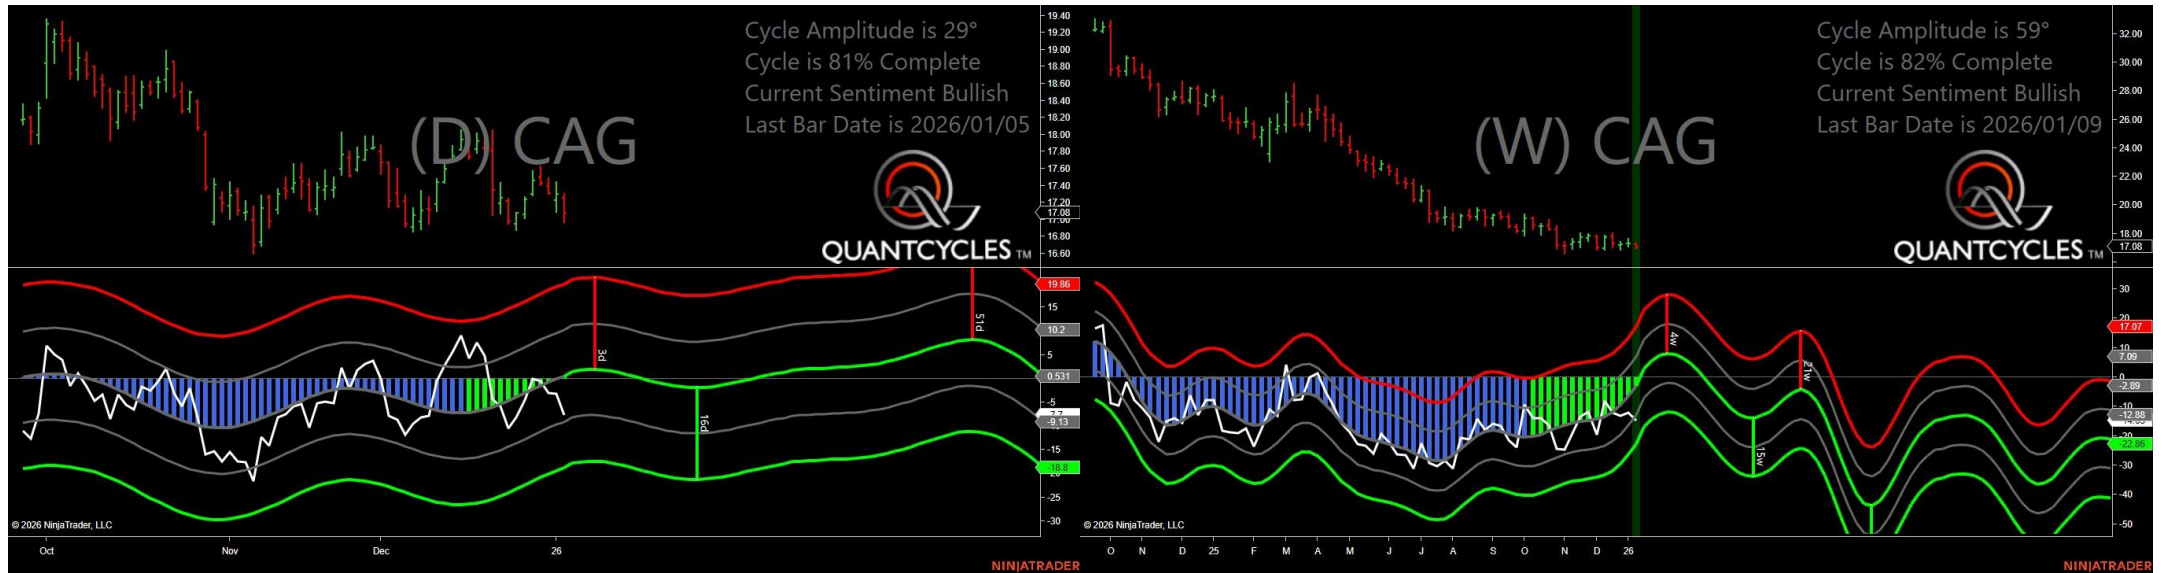 Cycle Amplitude is 29°
Cycle is 81% Complete
Current Sentiment Bullish
Last Bar Date is 2026/01/05
(D) CAG
QUANTCYCLES TM
19.40
19.20
19.00
18.80
18.60
18.40
18.20
18.00
17.80
17.60
17.40
17.20
17.08
17.00
16.80
16.60
19.86
15
10.2
5
0.531
-5
-7.7
-9.13
-15
-18.8
-25
-30
3d
16d
51d
© 2026 NinjaTrader, LLC
Oct
Nov
Dec
26
NINJATRADER
Cycle Amplitude is 59°
Cycle is 82% Complete
Current Sentiment Bullish
Last Bar Date is 2026/01/09
(W) CAG
QUANTCYCLES TM
32.00
30.00
28.00
26.00
24.00
22.00
20.00
18.00
17.08
30
17.07
10
7.09
0
-2.89
-12.88
-22.86
-30
-40
-50
4w
15w
21w
© 2026 NinjaTrader, LLC
O N D 25 F M A M J J A S O N D 26
NINJATRADER